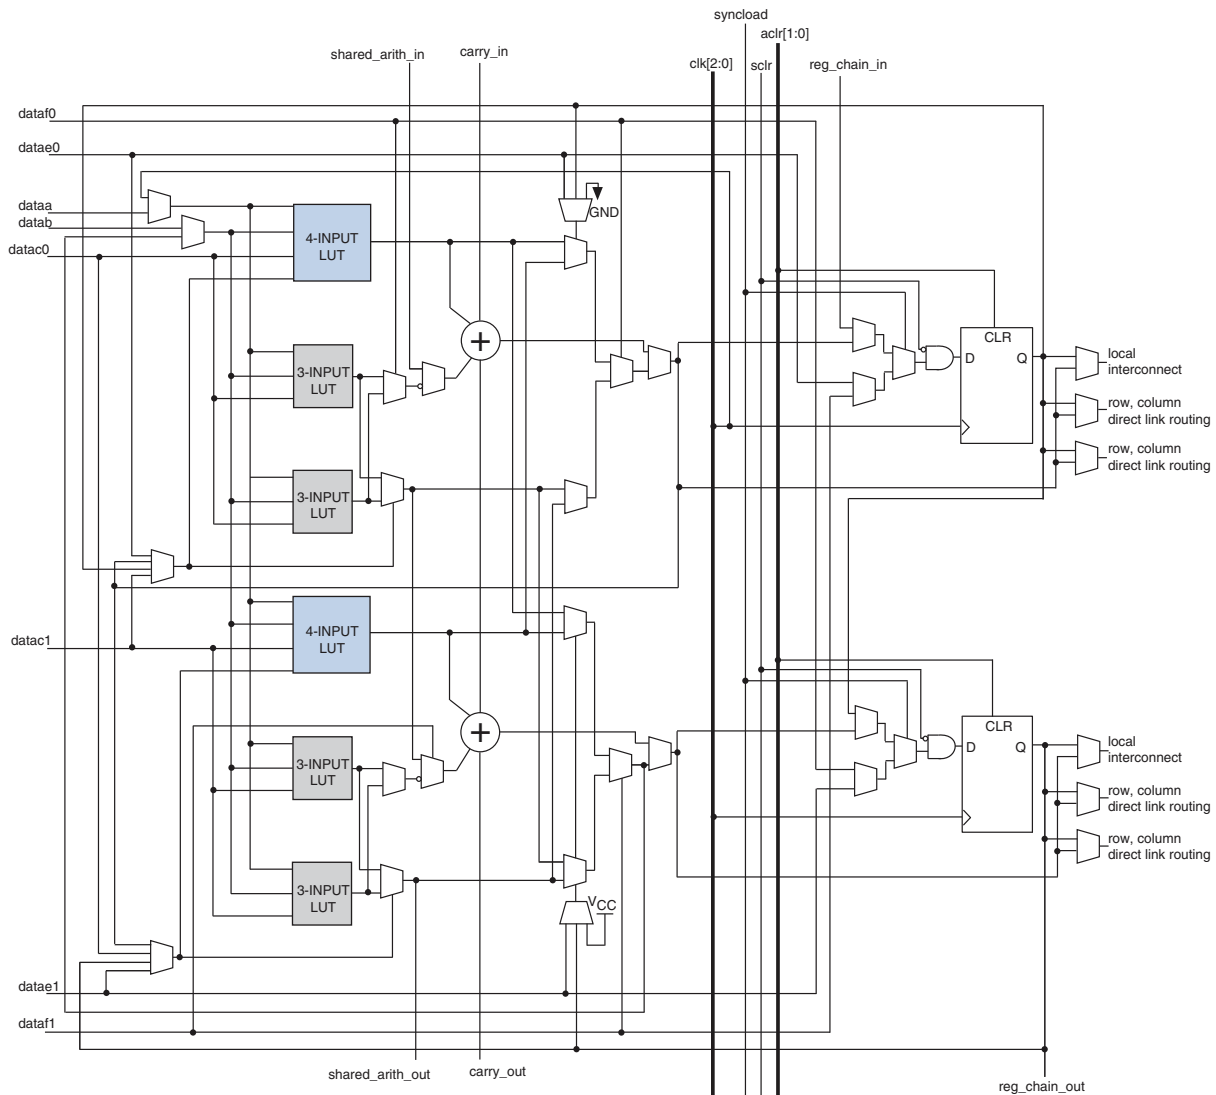 syncload
aclr[1:0]
shared_arith_in
carry_in
clk[2:0]
sclr
reg_chain_in
dataf0
datae0
dataa
datab
datac0
GND
4-INPUT
LUT
+
CLR
D
Q
local
interconnect
3-INPUT
LUT
row, column
direct link routing
row, column
direct link routing
3-INPUT
LUT
4-INPUT
LUT
datac1
+
CLR
D
Q
local
interconnect
3-INPUT
LUT
row, column
direct link routing
row, column
direct link routing
3-INPUT
LUT
VCC
datae1
dataf1
shared_arith_out
carry_out
reg_chain_out